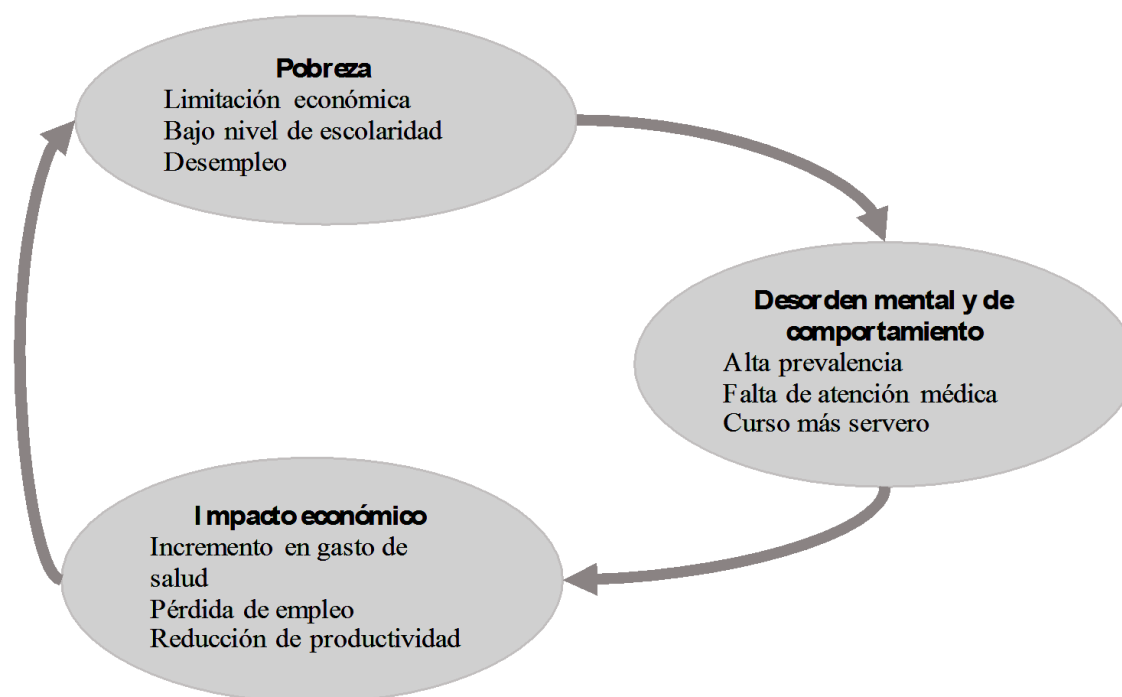 Pobreza
Limitación económica
Bajo nivel de escolaridad
Desempleo
Desorden mental y de
comportamiento
Alta prevalencia
Falta de atención médica
Curso más servero
Impacto económico
Incremento en gasto de
salud
Pérdida de empleo
Reducción de productividad